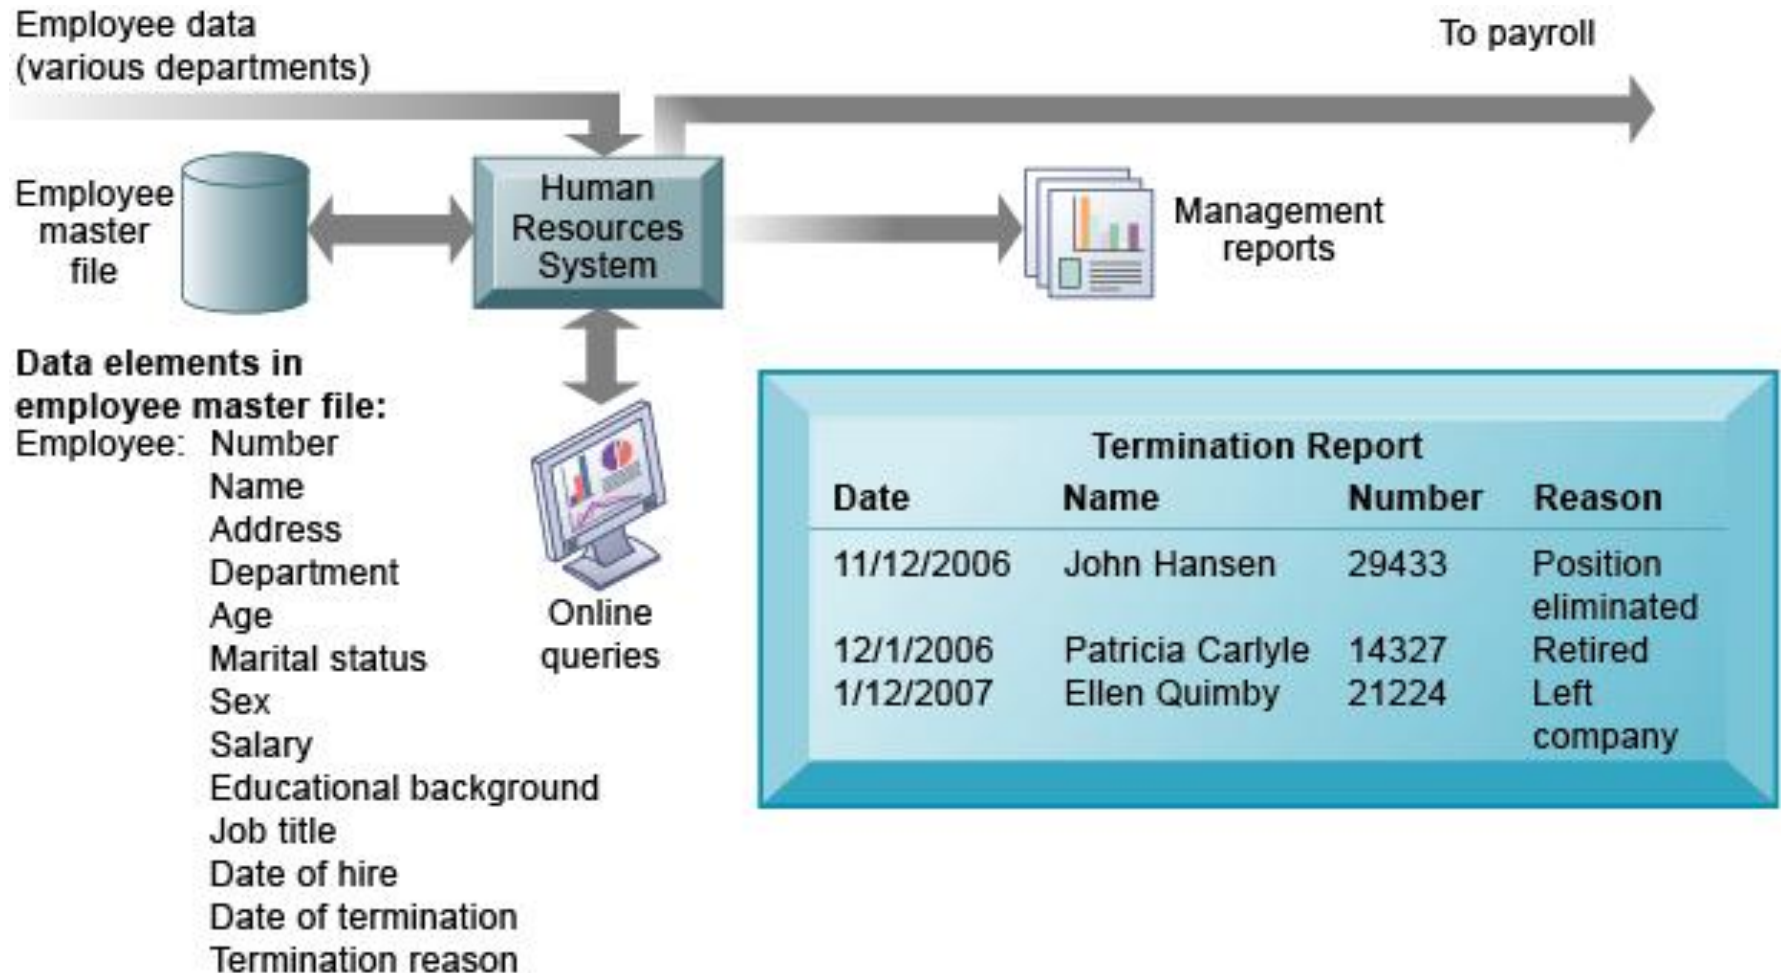 Employee data
(various departments)
To payroll
Employee
master
file
Human
Resources
System
Management
reports
Data elements in
employee master file:
Employee: Number
Name
Address
Department
Age
Marital status
Sex
Salary
Educational background
Job title
Date of hire
Date of termination
Termination reason
Online
queries
Termination Report
Date Name Number Reason
11/12/2006 John Hansen 29433 Position
eliminated
12/1/2006 Patricia Carlyle 14327 Retired
1/12/2007 Ellen Quimby 21224 Left
company